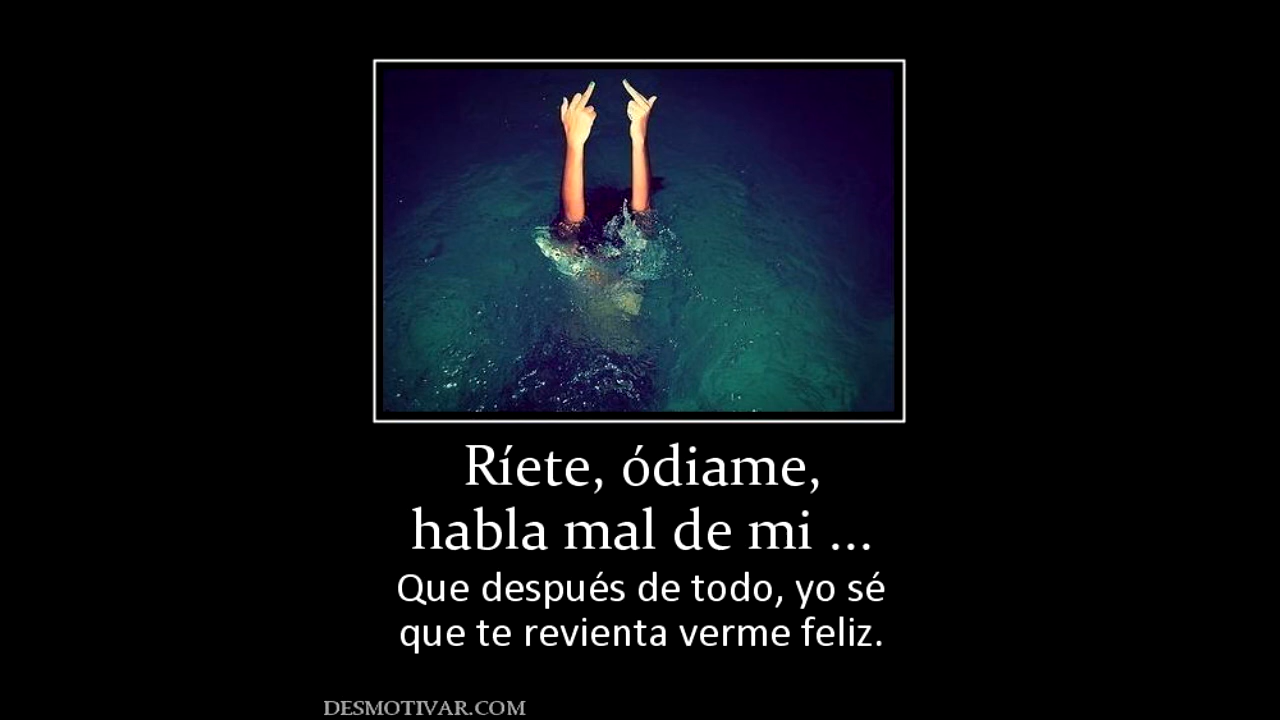 Ríete, ódiame,
habla mal de mi ...
Que después de todo, yo sé
que te revienta verme feliz.
DESMOTIVAR.COM